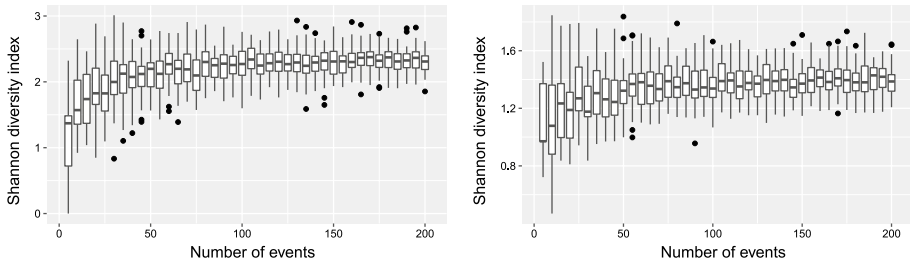 Shannon diversity index
3
2
1
0
0 50 100 150 200
Number of events
Shannon diversity index
1.6
1.2
0.8
0 50 100 150 200
Number of events